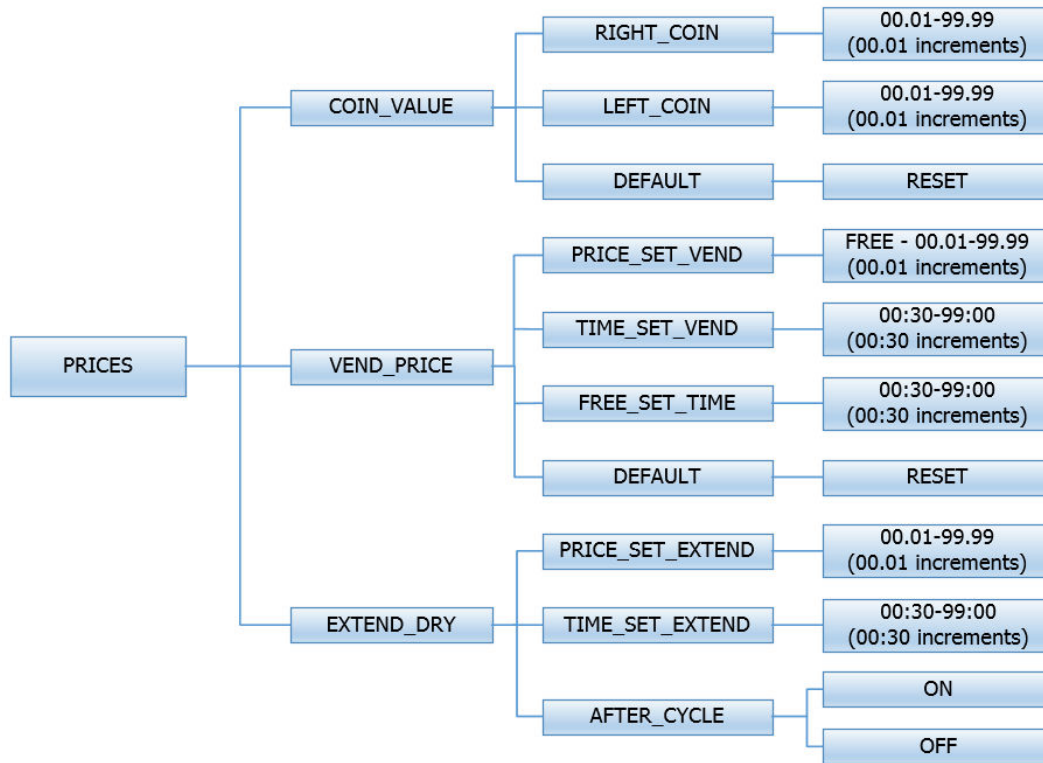 PRICES
COIN_VALUE
RIGHT_COIN
00.01-99.99
(00.01 increments)
LEFT_COIN
00.01-99.99
(00.01 increments)
DEFAULT
RESET
VEND_PRICE
PRICE_SET_VEND
FREE - 00.01-99.99
(00.01 increments)
TIME_SET_VEND
00:30-99:00
(00:30 increments)
FREE_SET_TIME
00:30-99:00
(00:30 increments)
DEFAULT
RESET
EXTEND_DRY
PRICE_SET_EXTEND
00.01-99.99
(00.01 increments)
TIME_SET_EXTEND
00:30-99:00
(00:30 increments)
AFTER_CYCLE
ON
OFF